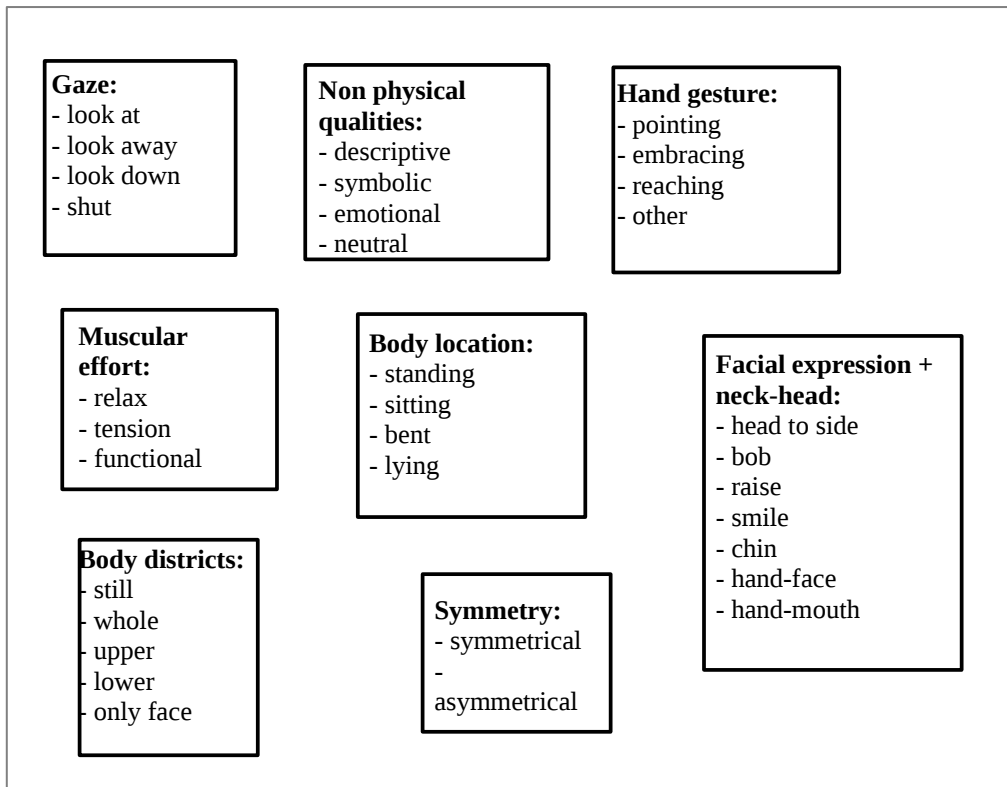 Gaze:
- look at
- look away
- look down
- shut
Non physical
qualities:
- descriptive
- symbolic
- emotional
- neutral
Hand gesture:
- pointing
- embracing
- reaching
- other
Muscular
effort:
- relax
- tension
- functional
Body location:
- standing
- sitting
- bent
- lying
Facial expression +
neck-head:
- head to side
- bob
- raise
- smile
- chin
- hand-face
- hand-mouth
Body districts:
- still
- whole
- upper
- lower
- only face
Symmetry:
- symmetrical
-
asymmetrical